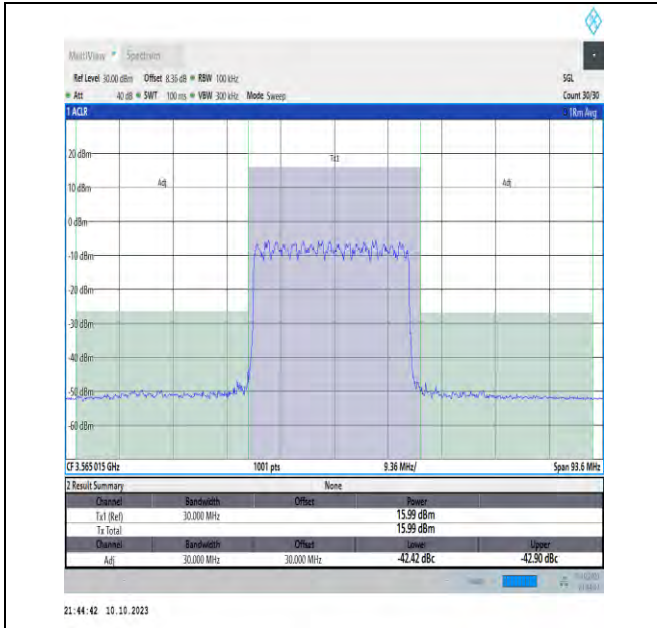 MultiView Spectrum
Ref Level 30.00 dBm Offset 8.36 dB RBW 100 kHz SGL
Att 40 dB SWT 100 ms VBW 300 kHz Mode Sweep Count 30/30
1 ACLR 1Rm Avg
Tx1
20 dBm
Adj Adj
10 dBm
0 dBm
-10 dBm
-20 dBm
-30 dBm
-40 dBm
-50 dBm
-60 dBm
CF 3.565 015 GHz 1001 pts 9.36 MHz/ Span 93.6 MHz
2 Result Summary None
Channel Bandwidth Offset Power
Tx1 (Ref) 30.000 MHz 15.99 dBm
Tx Total 15.99 dBm
Channel Bandwidth Offset Lower Upper
Adj 30.000 MHz 30.000 MHz -42.42 dBc -42.90 dBc
21:44:42 10.10.2023